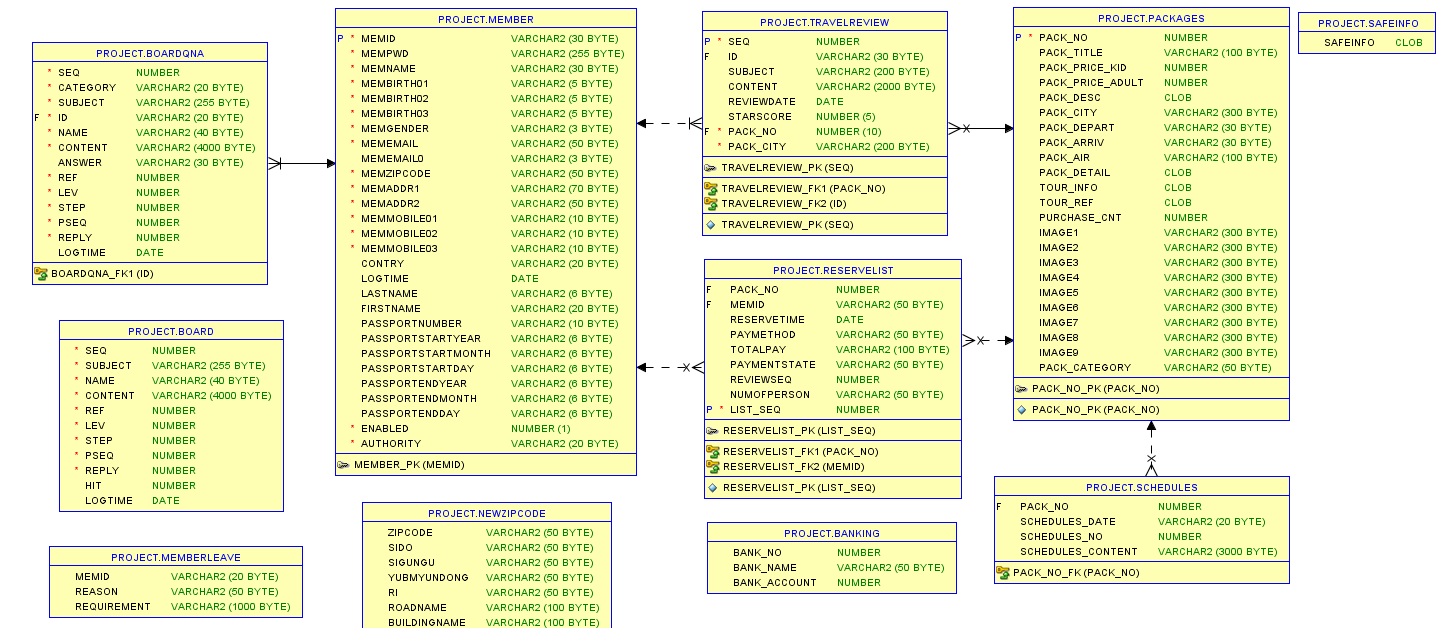 PROJECT.BOARDQNA
* SEQ NUMBER
* CATEGORY VARCHAR2 (20 BYTE)
* SUBJECT VARCHAR2 (255 BYTE)
F * ID VARCHAR2 (20 BYTE)
* NAME VARCHAR2 (40 BYTE)
* CONTENT VARCHAR2 (4000 BYTE)
ANSWER VARCHAR2 (30 BYTE)
* REF NUMBER
* LEV NUMBER
* STEP NUMBER
* PSEQ NUMBER
* REPLY NUMBER
LOGTIME DATE
BOARDQNA_FK1 (ID)
PROJECT.BOARD
* SEQ NUMBER
* SUBJECT VARCHAR2 (255 BYTE)
* NAME VARCHAR2 (40 BYTE)
* CONTENT VARCHAR2 (4000 BYTE)
* REF NUMBER
* LEV NUMBER
* STEP NUMBER
* PSEQ NUMBER
* REPLY NUMBER
HIT NUMBER
LOGTIME DATE
PROJECT.MEMBERLEAVE
MEMID VARCHAR2 (20 BYTE)
REASON VARCHAR2 (50 BYTE)
REQUIREMENT VARCHAR2 (1000 BYTE)
PROJECT.MEMBER
P * MEMID VARCHAR2 (30 BYTE)
* MEMPWD VARCHAR2 (255 BYTE)
* MEMNAME VARCHAR2 (30 BYTE)
* MEMBIRTH01 VARCHAR2 (5 BYTE)
* MEMBIRTH02 VARCHAR2 (5 BYTE)
* MEMBIRTH03 VARCHAR2 (5 BYTE)
* MEMGENDER VARCHAR2 (3 BYTE)
* MEMEMAIL VARCHAR2 (50 BYTE)
MEMEMAIL0 VARCHAR2 (3 BYTE)
* MEMZIPCODE VARCHAR2 (50 BYTE)
* MEMADDR1 VARCHAR2 (70 BYTE)
* MEMADDR2 VARCHAR2 (50 BYTE)
* MEMMOBILE01 VARCHAR2 (10 BYTE)
* MEMMOBILE02 VARCHAR2 (10 BYTE)
* MEMMOBILE03 VARCHAR2 (10 BYTE)
CONTRY VARCHAR2 (20 BYTE)
LOGTIME DATE
LASTNAME VARCHAR2 (6 BYTE)
FIRSTNAME VARCHAR2 (20 BYTE)
PASSPORTNUMBER VARCHAR2 (10 BYTE)
PASSPORTSTARTYEAR VARCHAR2 (6 BYTE)
PASSPORTSTARTMONTH VARCHAR2 (6 BYTE)
PASSPORTSTARTDAY VARCHAR2 (6 BYTE)
PASSPORTENDYEAR VARCHAR2 (6 BYTE)
PASSPORTENDMONTH VARCHAR2 (6 BYTE)
PASSPORTENDDAY VARCHAR2 (6 BYTE)
* ENABLED NUMBER (1)
* AUTHORITY VARCHAR2 (20 BYTE)
MEMBER_PK (MEMID)
PROJECT.NEWZIPCODE
ZIPCODE VARCHAR2 (50 BYTE)
SIDO VARCHAR2 (50 BYTE)
SIGUNGU VARCHAR2 (50 BYTE)
YUBMYUNDONG VARCHAR2 (50 BYTE)
RI VARCHAR2 (50 BYTE)
ROADNAME VARCHAR2 (100 BYTE)
BUILDINGNAME VARCHAR2 (100 BYTE)
PROJECT.TRAVELREVIEW
P * SEQ NUMBER
F ID VARCHAR2 (30 BYTE)
SUBJECT VARCHAR2 (200 BYTE)
CONTENT VARCHAR2 (2000 BYTE)
REVIEWDATE DATE
STARSCORE NUMBER (5)
F * PACK_NO NUMBER (10)
* PACK_CITY VARCHAR2 (200 BYTE)
TRAVELREVIEW_PK (SEQ)
TRAVELREVIEW_FK1 (PACK_NO)
TRAVELREVIEW_FK2 (ID)
TRAVELREVIEW_PK (SEQ)
PROJECT.RESERVELIST
F PACK_NO NUMBER
F MEMID VARCHAR2 (50 BYTE)
RESERVETIME DATE
PAYMETHOD VARCHAR2 (50 BYTE)
TOTALPAY VARCHAR2 (100 BYTE)
PAYMENTSTATE VARCHAR2 (50 BYTE)
REVIEWSEQ NUMBER
NUMOFPERSON VARCHAR2 (50 BYTE)
P * LIST_SEQ NUMBER
RESERVELIST_PK (LIST_SEQ)
RESERVELIST_FK1 (PACK_NO)
RESERVELIST_FK2 (MEMID)
RESERVELIST_PK (LIST_SEQ)
PROJECT.BANKING
BANK_NO NUMBER
BANK_NAME VARCHAR2 (50 BYTE)
BANK_ACCOUNT NUMBER
PROJECT.PACKAGES
P * PACK_NO NUMBER
PACK_TITLE VARCHAR2 (100 BYTE)
PACK_PRICE_KID NUMBER
PACK_PRICE_ADULT NUMBER
PACK_DESC CLOB
PACK_CITY VARCHAR2 (300 BYTE)
PACK_DEPART VARCHAR2 (30 BYTE)
PACK_ARRIV VARCHAR2 (30 BYTE)
PACK_AIR VARCHAR2 (100 BYTE)
PACK_DETAIL CLOB
TOUR_INFO CLOB
TOUR_REF CLOB
PURCHASE_CNT NUMBER
IMAGE1 VARCHAR2 (300 BYTE)
IMAGE2 VARCHAR2 (300 BYTE)
IMAGE3 VARCHAR2 (300 BYTE)
IMAGE4 VARCHAR2 (300 BYTE)
IMAGE5 VARCHAR2 (300 BYTE)
IMAGE6 VARCHAR2 (300 BYTE)
IMAGE7 VARCHAR2 (300 BYTE)
IMAGE8 VARCHAR2 (300 BYTE)
IMAGE9 VARCHAR2 (300 BYTE)
PACK_CATEGORY VARCHAR2 (50 BYTE)
PACK_NO_PK (PACK_NO)
PACK_NO_PK (PACK_NO)
PROJECT.SCHEDULES
F PACK_NO NUMBER
SCHEDULES_DATE VARCHAR2 (20 BYTE)
SCHEDULES_NO NUMBER
SCHEDULES_CONTENT VARCHAR2 (3000 BYTE)
PACK_NO_FK (PACK_NO)
PROJECT.SAFEINFO
SAFEINFO CLOB